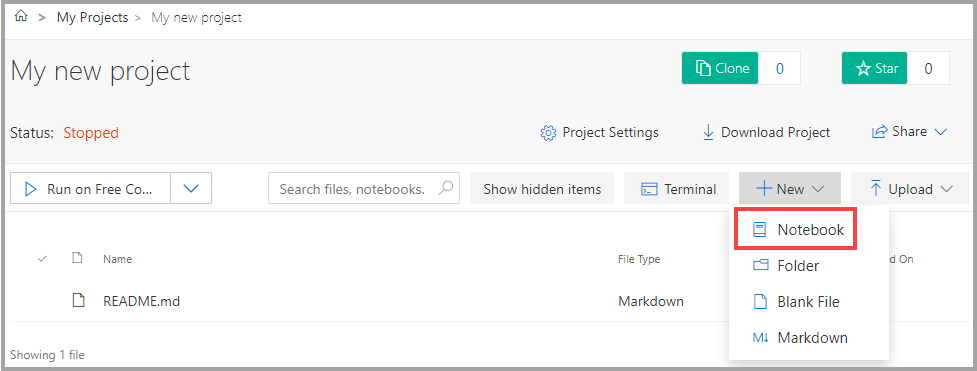 > My Projects > My new project
My new project
Clone 0 Star 0
Status: Stopped
Project Settings Download Project Share
Run on Free Co... Search files, notebooks. Show hidden items Terminal New Upload
Notebook
Name File Type d On
Folder
README.md Markdown Blank File
M↓ Markdown
Showing 1 file